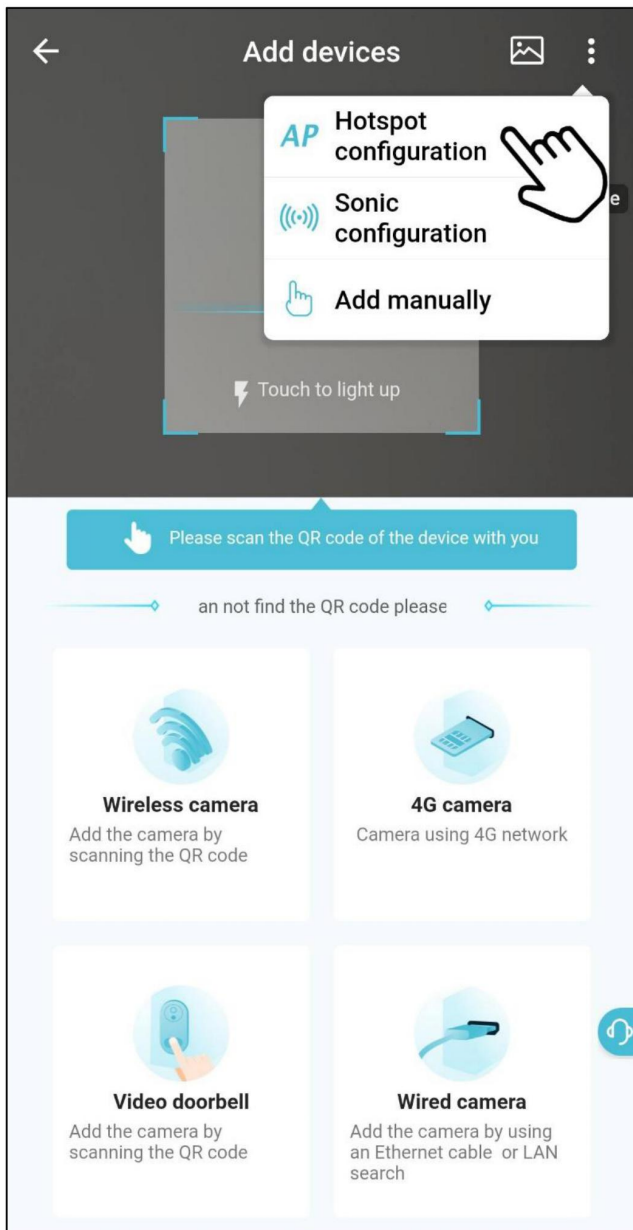 Add devices
AP Hotspot
configuration
Sonic
configuration
e
Add manually
Touch to light up
Please scan the QR code of the device with you
an not find the QR code please
Wireless camera
Add the camera by
scanning the QR code
4G camera
Camera using 4G network
Video doorbell
Add the camera by
scanning the QR code
Wired camera
Add the camera by using
an Ethernet cable or LAN
search